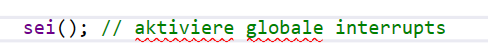 sei(); // aktiviere globale interrupts